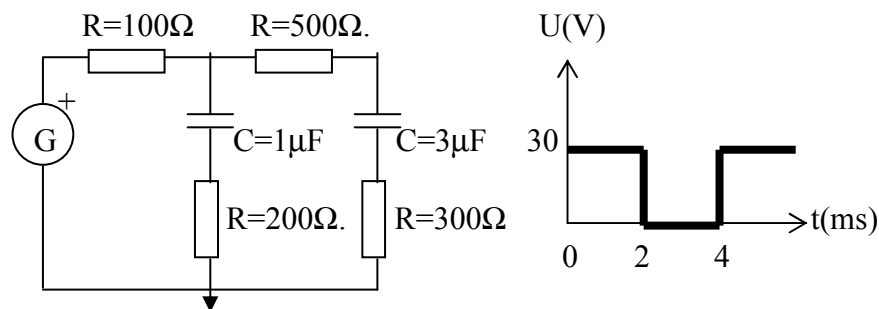 R=100Ω
R=500Ω.
U(V)
+
G
C=1μF
C=3μF
30
R=200Ω.
R=300Ω
t(ms)
0
2
4